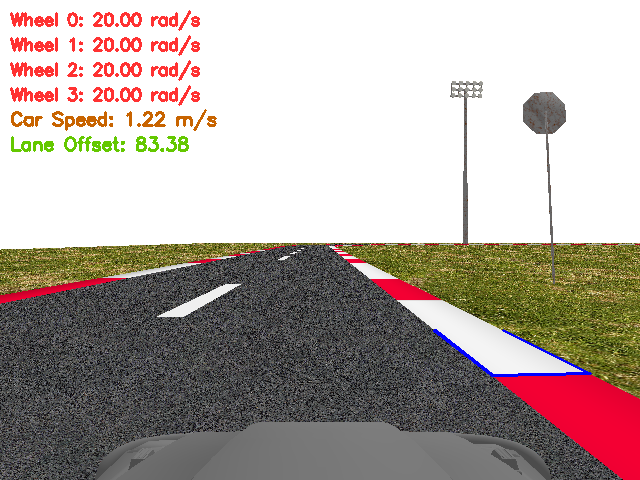 Wheel 0: 20.00 rad/s
Wheel 1: 20.00 rad/s
Wheel 2: 20.00 rad/s
Wheel 3: 20.00 rad/s
Car Speed: 1.22 m/s
Lane Offset: 83.38